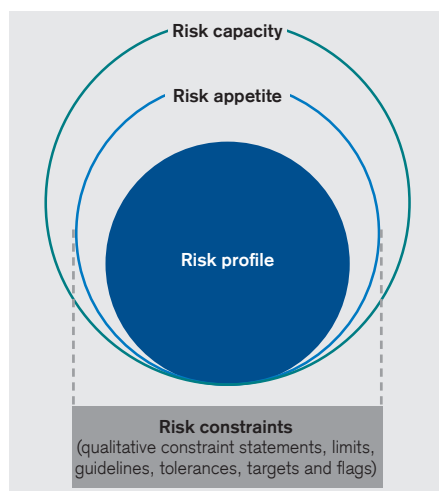 Risk capacity
Risk appetite
Risk profile
Risk constraints
(qualitative constraint statements, limits,
guidelines, tolerances, targets and flags)